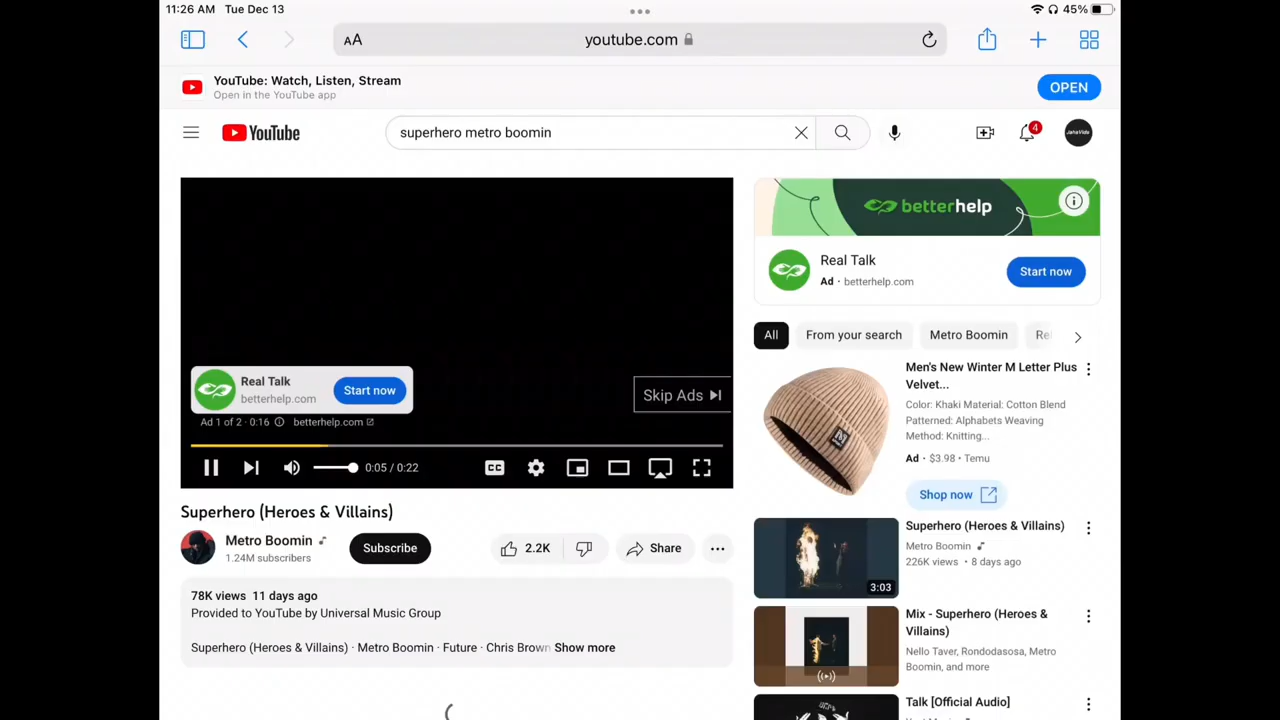 11:26 AM Tue Dec 13
45%
AA
youtube.com
YouTube: Watch, Listen, Stream
Open in the YouTube app
OPEN
YouTube
superhero metro boomin
4
betterhelp
Real Talk
Ad · betterhelp.com
Start now
Real Talk
betterhelp.com
Start now
Skip Ads
Ad 1 of 2 · 0:16 betterhelp.com
CC
0:05 / 0:22
All
From your search
Metro Boomin
Superhero (Heroes & Villains)
Metro Boomin
1.24M subscribers
Subscribe
2.2K
Share
78K views 11 days ago
Provided to YouTube by Universal Music Group
Superhero (Heroes & Villains) · Metro Boomin · Future · Chris Brown Show more
Men's New Winter M Letter Plus
Velvet...
Color: Khaki Material: Cotton Blend
Patterned: Alphabets Weaving
Method: Knitting...
Ad · $3.98 · Temu
Shop now
3:03
Superhero (Heroes & Villains)
Metro Boomin
226K views · 8 days ago
Mix - Superhero (Heroes &
Villains)
Nello Taver, Rondodasosa, Metro
Boomin, and more
Talk [Official Audio]